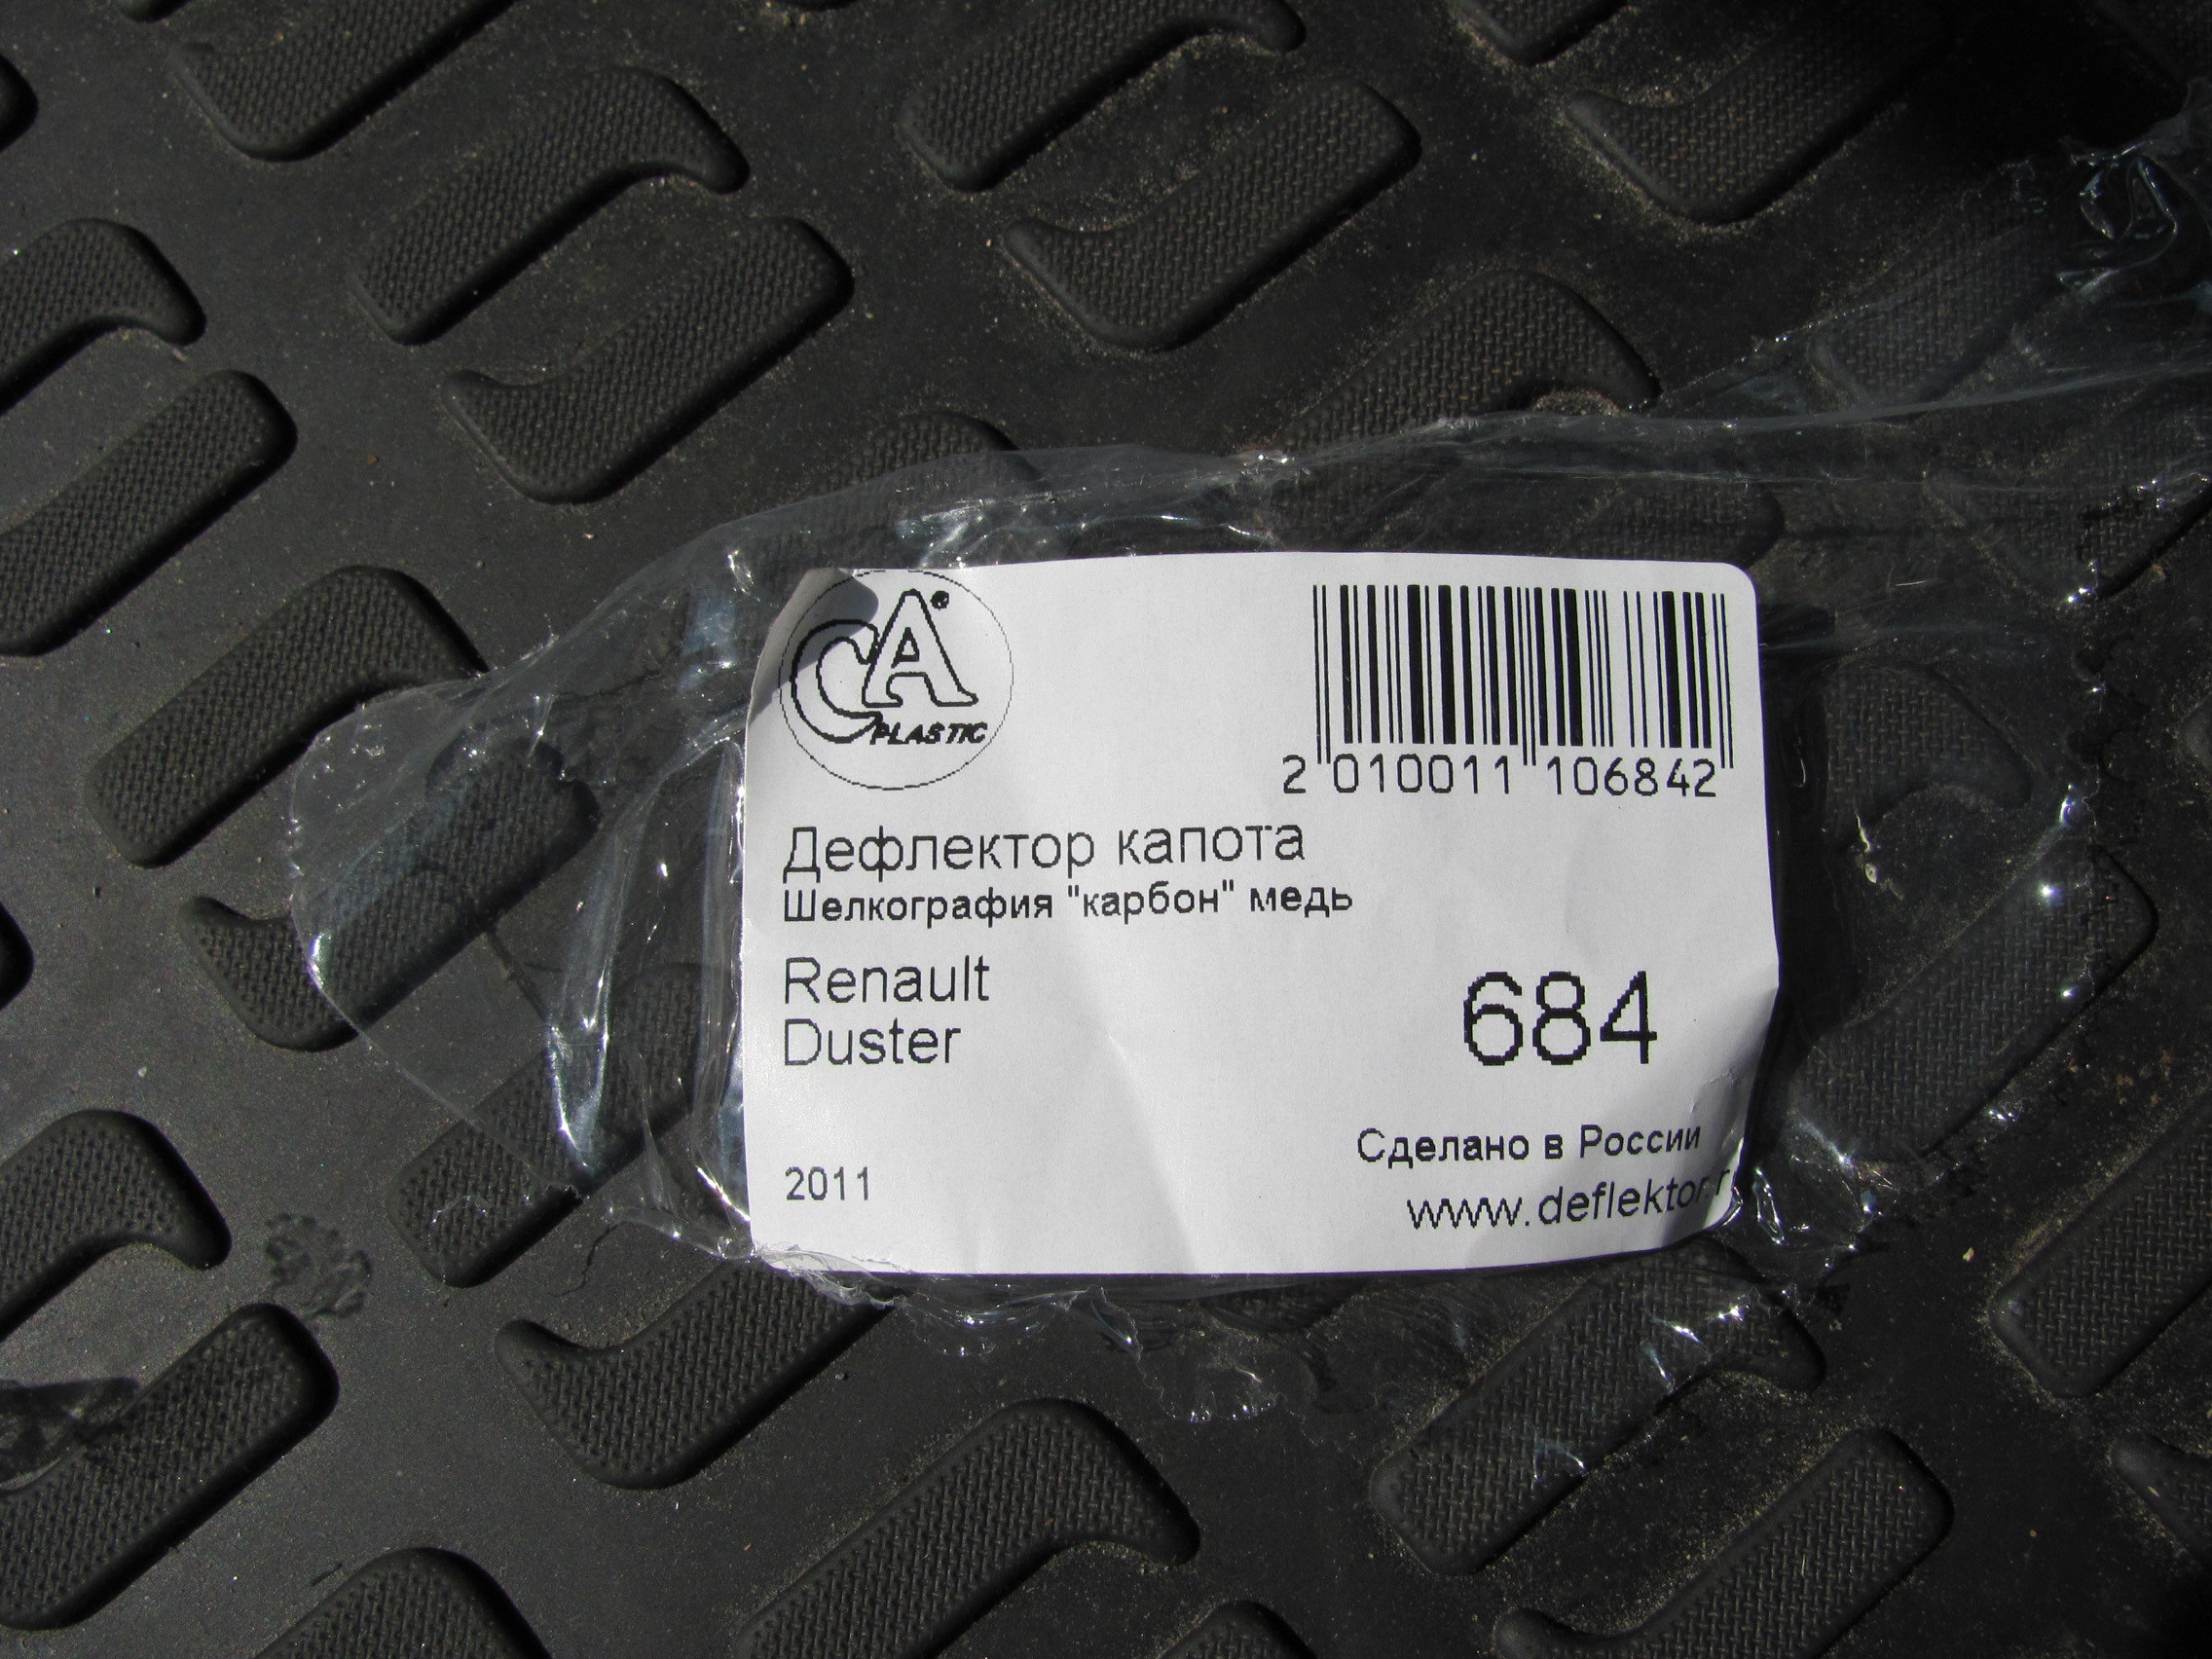 CA®
PLASTIC
2 010011 106842
Дефлектор капота
Шелкография "карбон" медь
Renault
Duster
684
2011
Сделано в России
www.deflektor.r